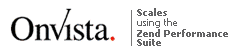 Onvista.
Scales
using the
Zend Performance
Suite